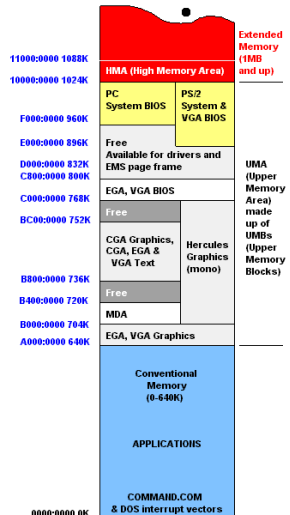 Extended
Memory
(1MB
and up)
11000:0000 1088K
HMA (High Memory Area)
10000:0000 1024K
PC
System BIOS
PS/2
System &
VGA BIOS
F000:0000 960K
E000:0000 896K
Free
Available for drivers and
EMS page frame
D000:0000 832K
C800:0000 800K
EGA, VGA BIOS
C000:0000 768K
Free
BC00:0000 752K
CGA Graphics,
CGA, EGA &
VGA Text
Hercules
Graphics
(mono)
UMA
(Upper
Memory
Area)
made
up of
UMBs
(Upper
Memory
Blocks)
B800:0000 736K
Free
B400:0000 720K
MDA
B000:0000 704K
EGA, VGA Graphics
A000:0000 640K
Conventional
Memory
(0-640K)
APPLICATIONS
COMMAND.COM
& DOS interrupt vectors
0000:0000 0K